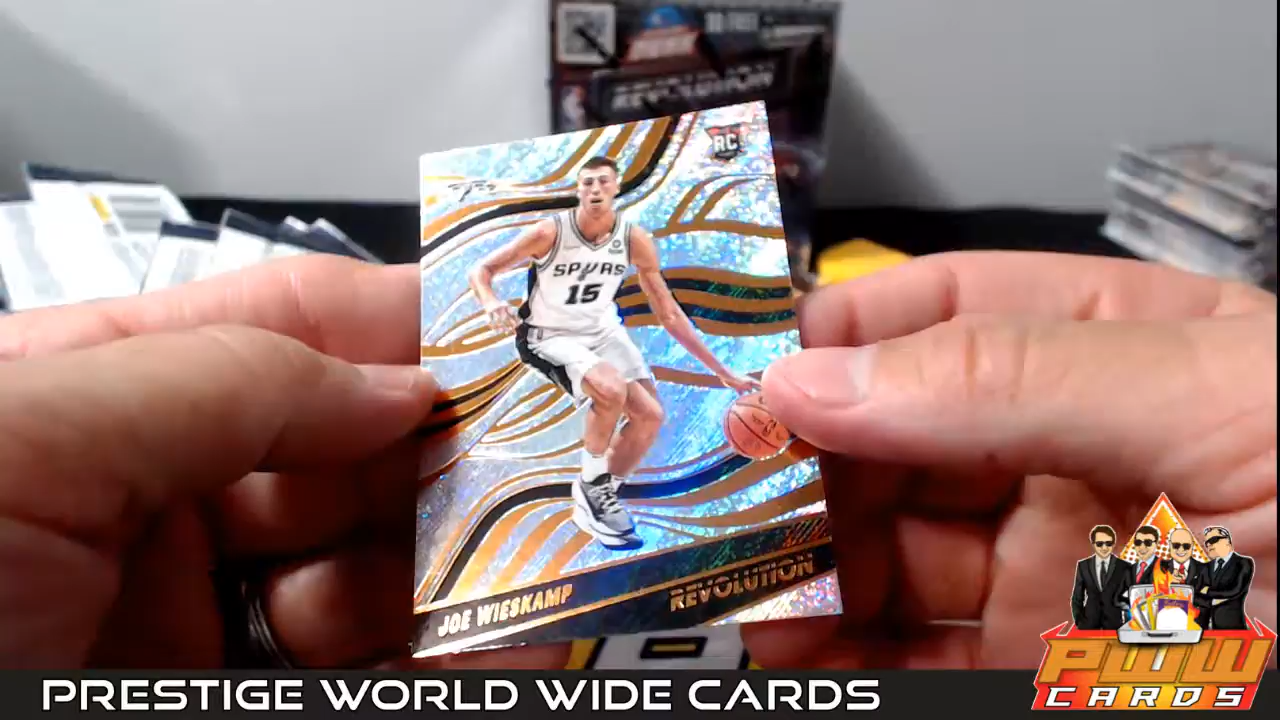 REVOLUTION
RC
SPURS
15
JOE WIESKAMP
REVOLUTION
PRESTIGE WORLD WIDE CARDS
PWW
CARDS